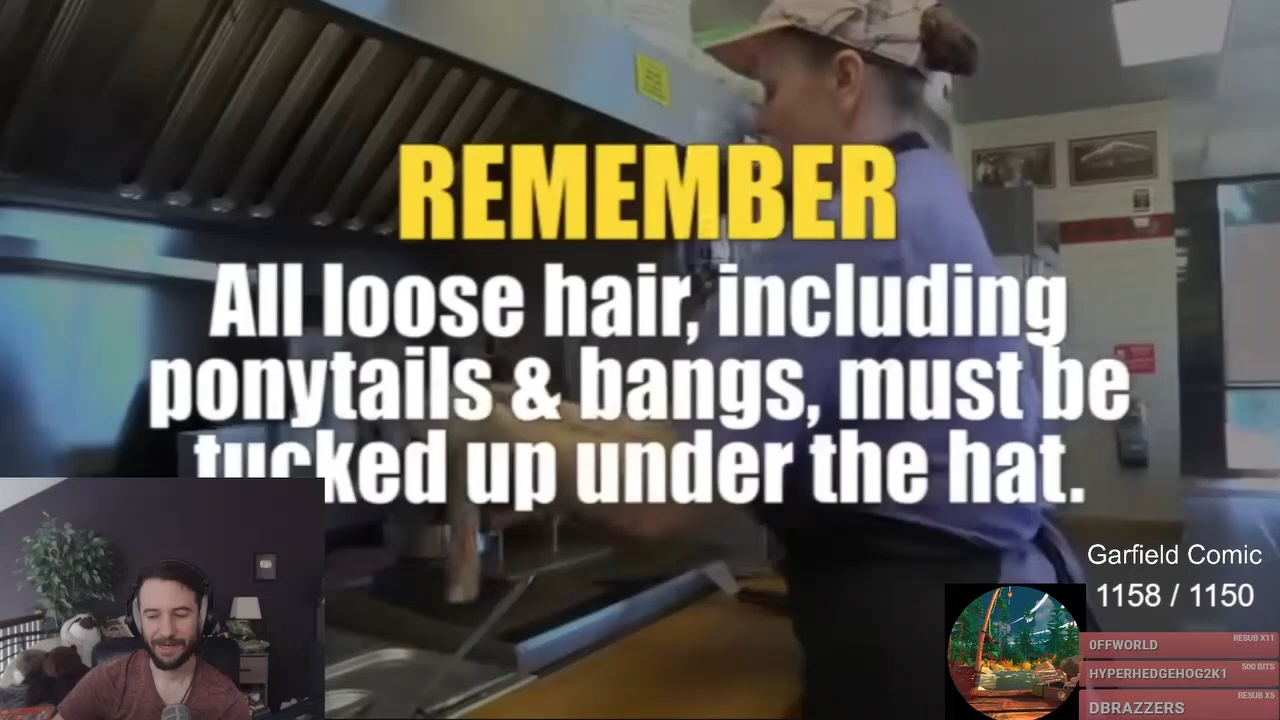 REMEMBER
All loose hair, including
ponytails & bangs, must be
tucked up under the hat.
Garfield Comic
1158 / 1150
RESUB X11
0FFWORLD
500 BITS
HYPERHEDGEHOG2K1
RESUB X5
DBRAZZERS